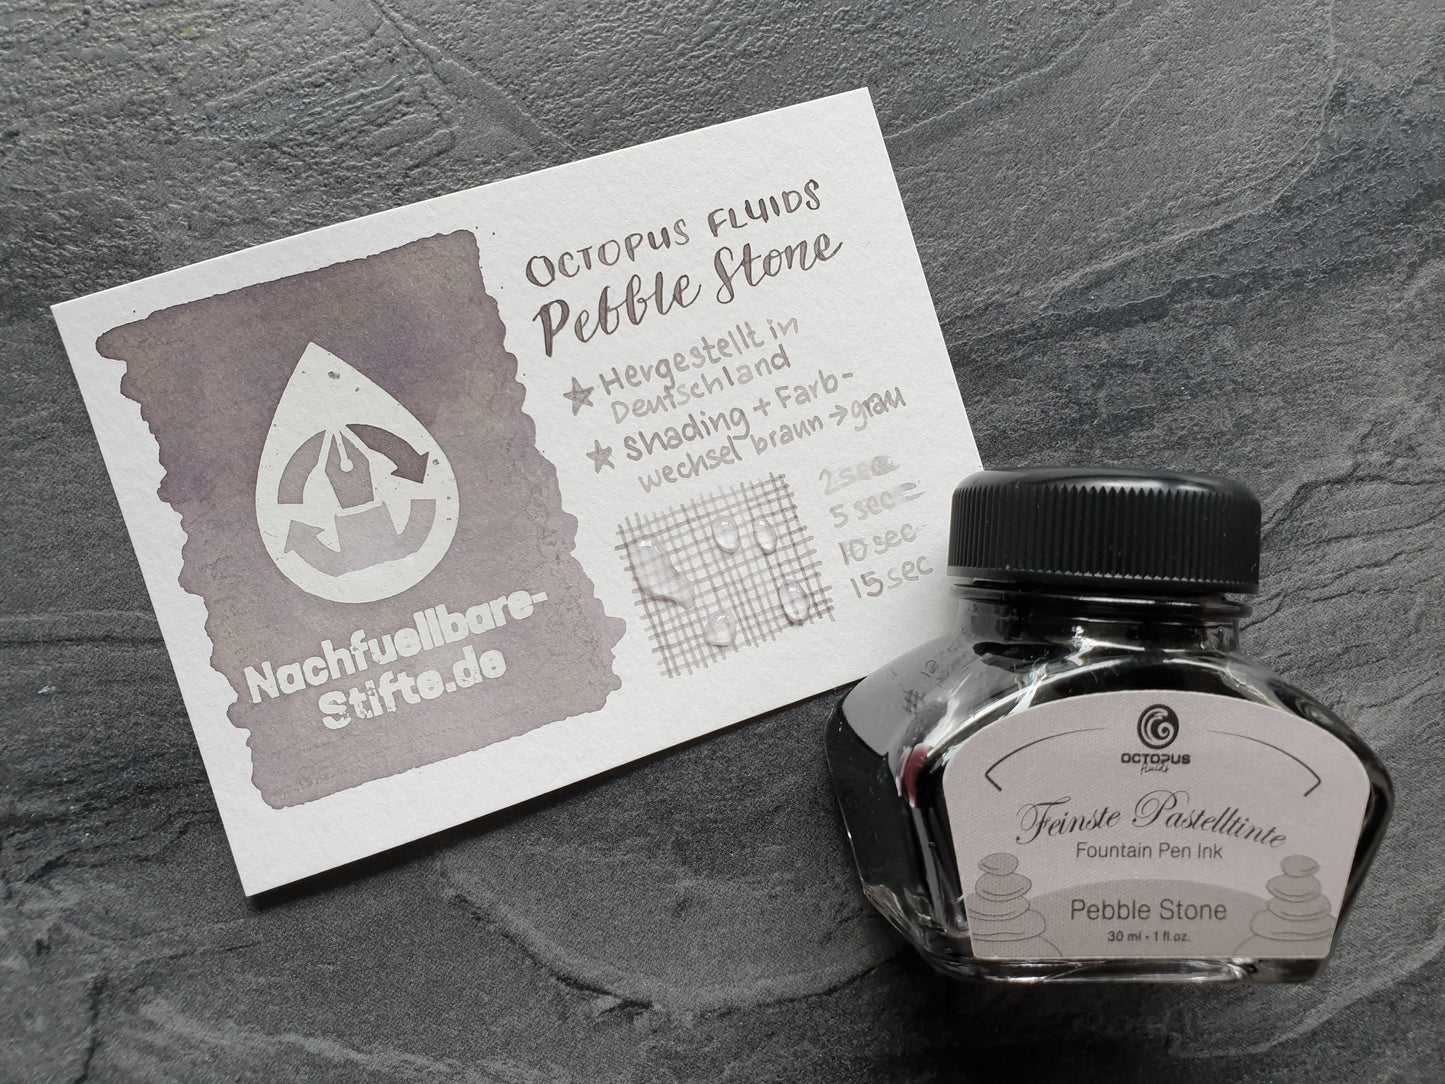 OCTOPUS FLUIDS
Pebble Stone
Hergestellt in
Deutschland
Shading + Farb-
wechsel braun → grau
2 sec
5 sec
10 sec
15 sec
Nachfuellbare-
Stifte.de
OCTOPUS
fluids
Feinste Pastelltinte
Fountain Pen Ink
Pebble Stone
30 ml - 1 fl.oz.